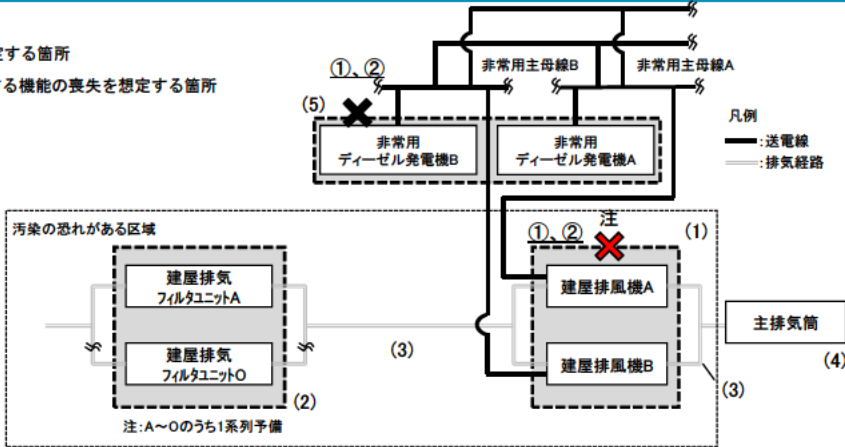 定する箇所
する機能の喪失を想定する箇所
①、②
非常用主母線B
非常用主母線A
(5)
非常用
ディーゼル発電機B
非常用
ディーゼル発電機A
凡例
:送電線
:排気経路
汚染の恐れがある区域
①、②
注
(1)
建屋排気
フィルタユニットA
建屋排気
フィルタユニットO
(2)
注:A～Oのうち1系列予備
(3)
建屋排風機A
建屋排風機B
主排気筒
(4)
(3)